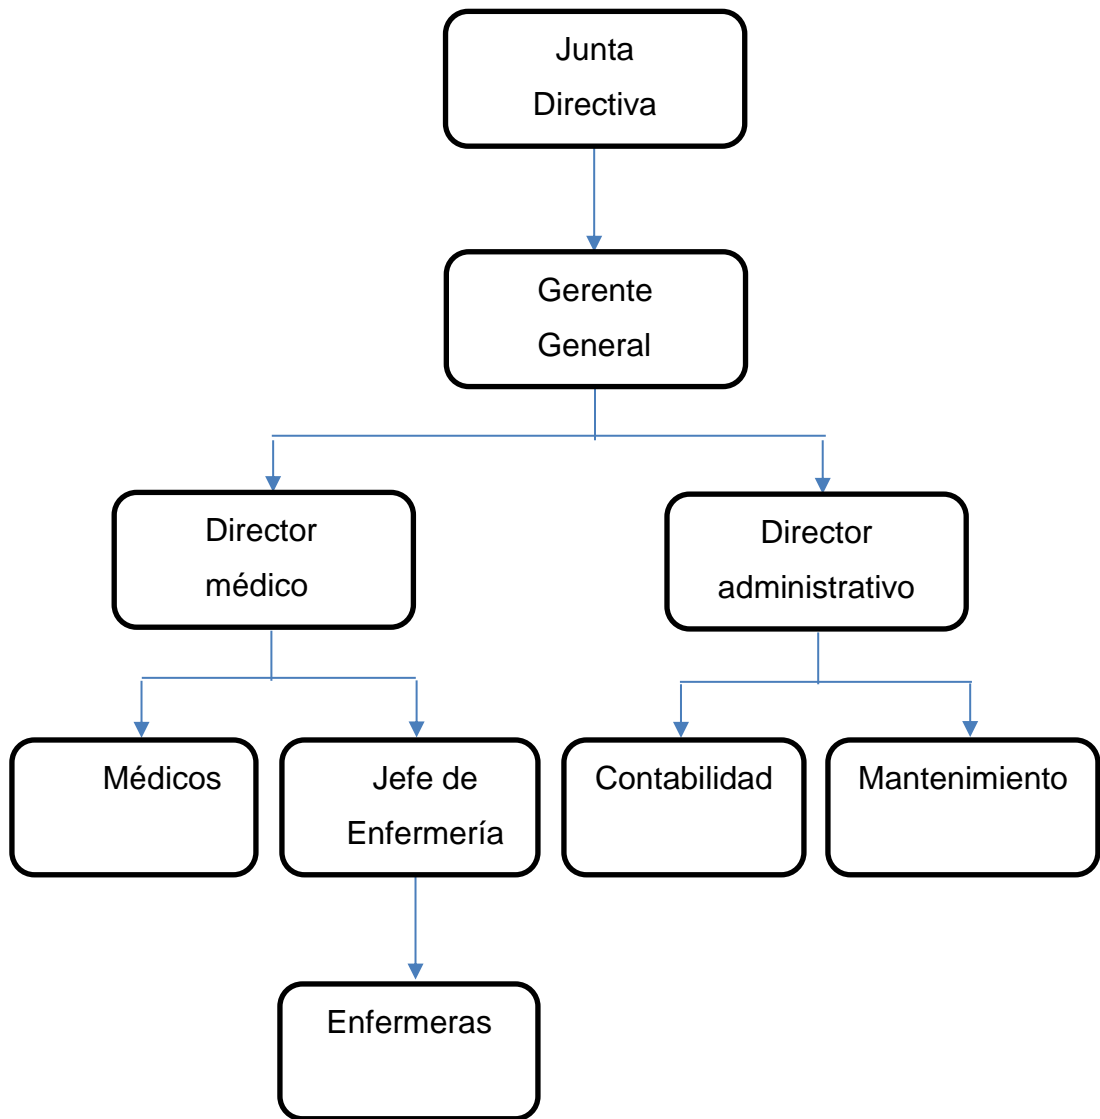 Junta
Directiva
Gerente
General
Director
médico
Director
administrativo
Médicos
Jefe de
Enfermería
Contabilidad
Mantenimiento
Enfermeras